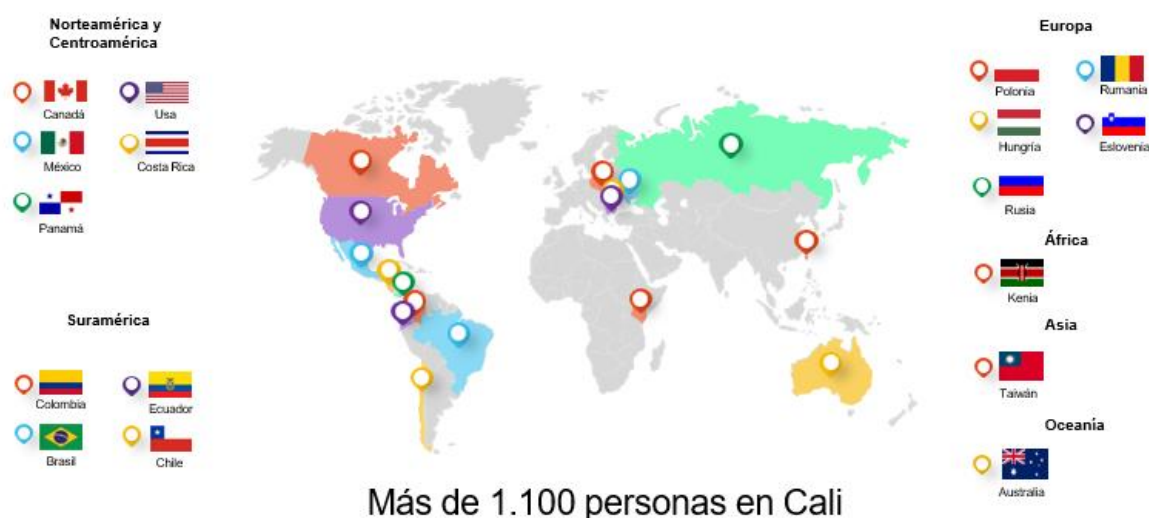 Norteamérica y
Centroamérica
Canadá
Usa
México
Costa Rica
Panamá
Suramérica
Colombia
Ecuador
Brasil
Chile
Europa
Polonia
Rumania
Hungría
Eslovenia
Rusia
África
Kenia
Asia
Taiwán
Oceanía
Australia
Más de 1.100 personas en Cali